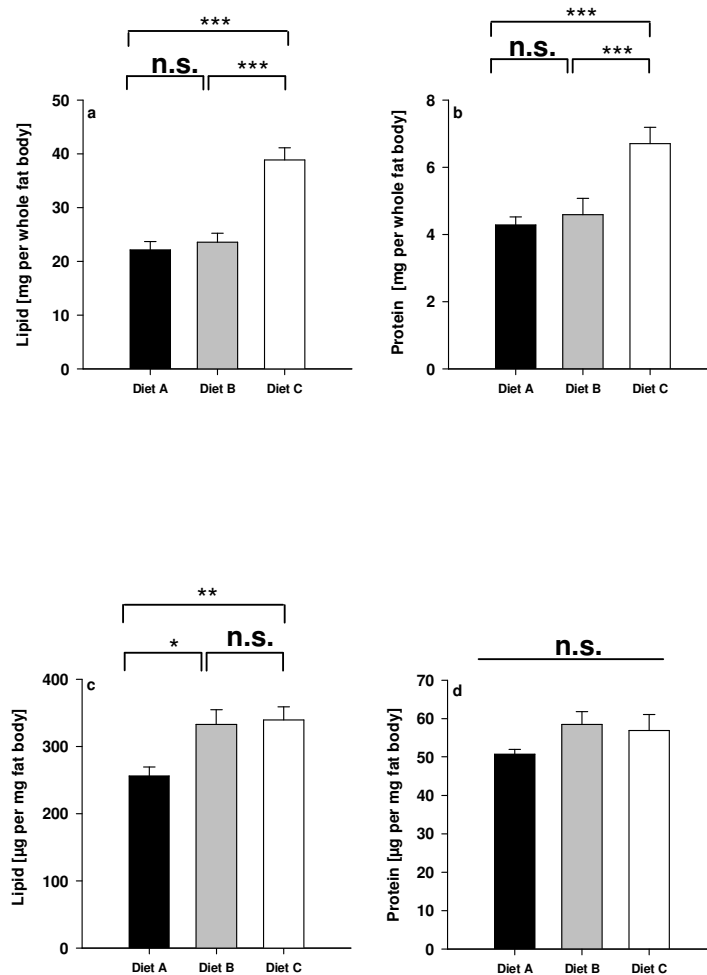 ***
n.s.
***
a
50
40
30
20
10
0
Lipid [mg per whole fat body]
Diet A
Diet B
Diet C
***
n.s.
***
b
8
6
4
2
0
Protein [mg per whole fat body]
Diet A
Diet B
Diet C
**
*
n.s.
c
400
300
200
100
0
Lipid [µg per mg fat body]
Diet A
Diet B
Diet C
n.s.
d
70
60
50
40
30
20
10
0
Protein [µg per mg fat body]
Diet A
Diet B
Diet C